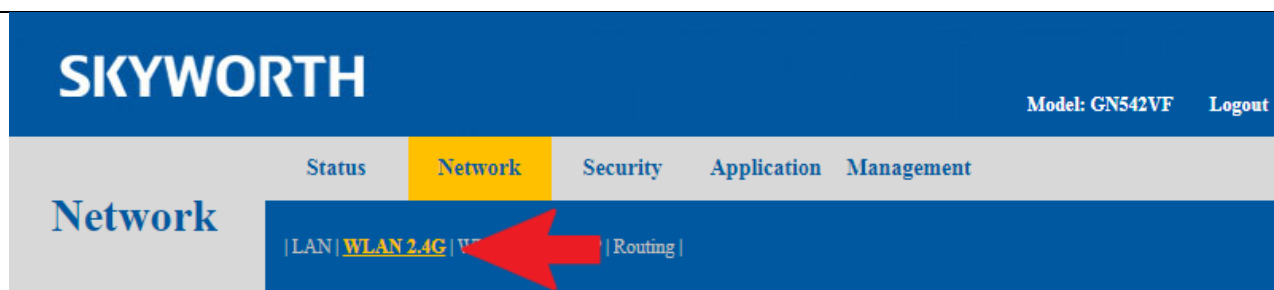 SKYWORTH
Model: GN542VF Logout
Status Network Security Application Management
Network
| LAN | WLAN 2.4G | | Routing |